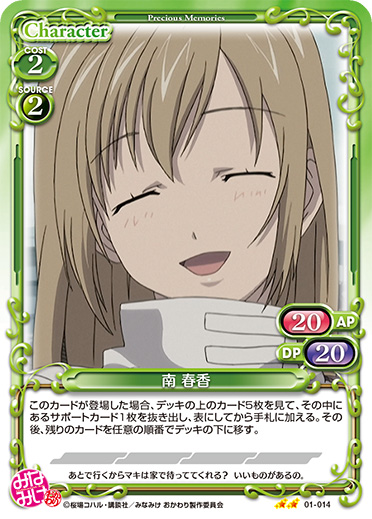 Precious Memories
Character
COST
2
SOURCE
2
20 AP
DP 20
南 春香
このカードが登場した場合、デッキの上のカード5枚を見て、その中に
あるサポートカード1枚を抜き出し、表にしてから手札に加える。その
後、残りのカードを任意の順番でデッキの下に移す。
あとで行くからマキは家で待っててくれる? いいものがあるの。
みなみけ
©桜場コハル・講談社／みなみけ おかわり製作委員会
01-014